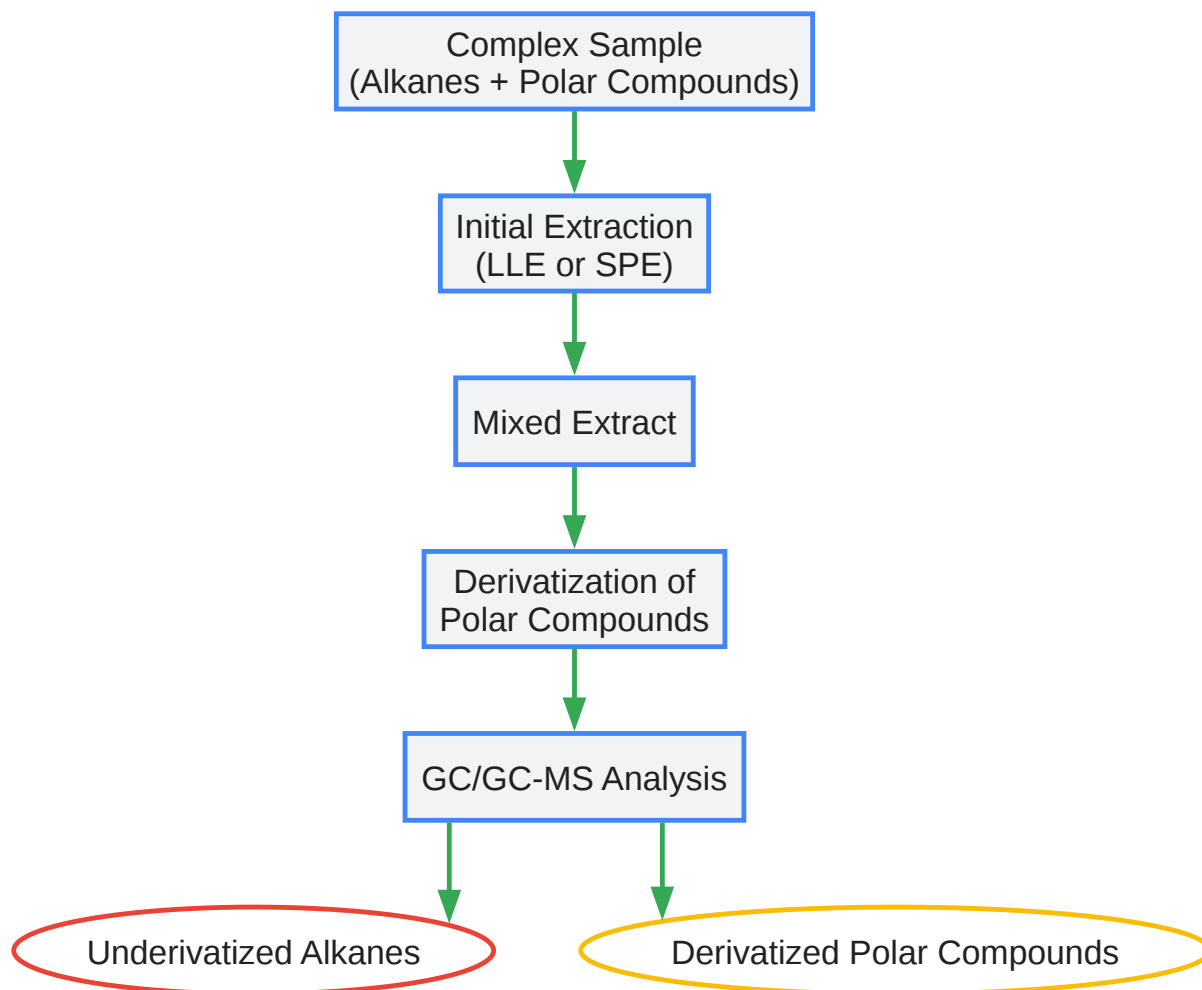 Complex Sample
(Alkanes + Polar Compounds)
Initial Extraction
(LLE or SPE)
Mixed Extract
Derivatization of
Polar Compounds
GC/GC-MS Analysis
Underivatized Alkanes
Derivatized Polar Compounds